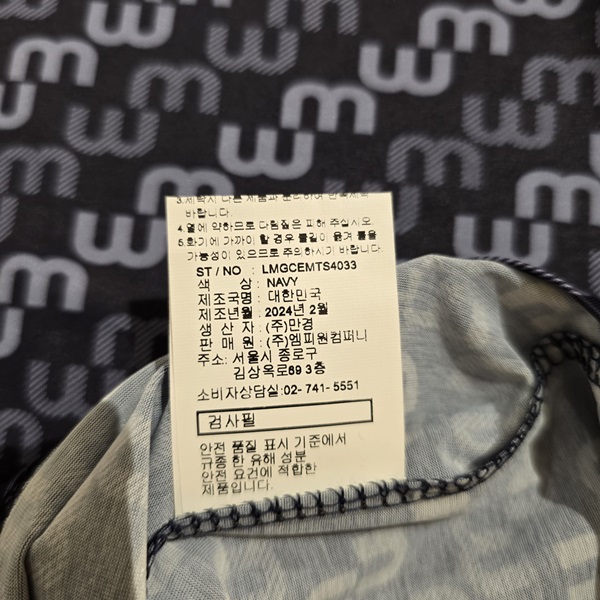 3.세탁시 다른 제품과 분리하여 단독세탁
바랍니다.
4.열에 약하므로 다림질은 피해 주십시오
5.화기에 가까이 할 경우 불길이 옮겨 붙을
가능성이 있으므로 주의하시기 바랍니다.
ST / NO : LMGCEMTS4033
색 상 : NAVY
제조국명 : 대한민국
제조년월 : 2024년 2월
생 산 자 : (주)만경
판 매 원 : (주)엠피원컴퍼니
주소: 서울시 종로구
김상옥로69 3층
소비자상담실:02- 741- 5551
검사필
안전 품질 표시 기준에서
규종한 유해 성분
안전 요건에 적합한
제품입니다.